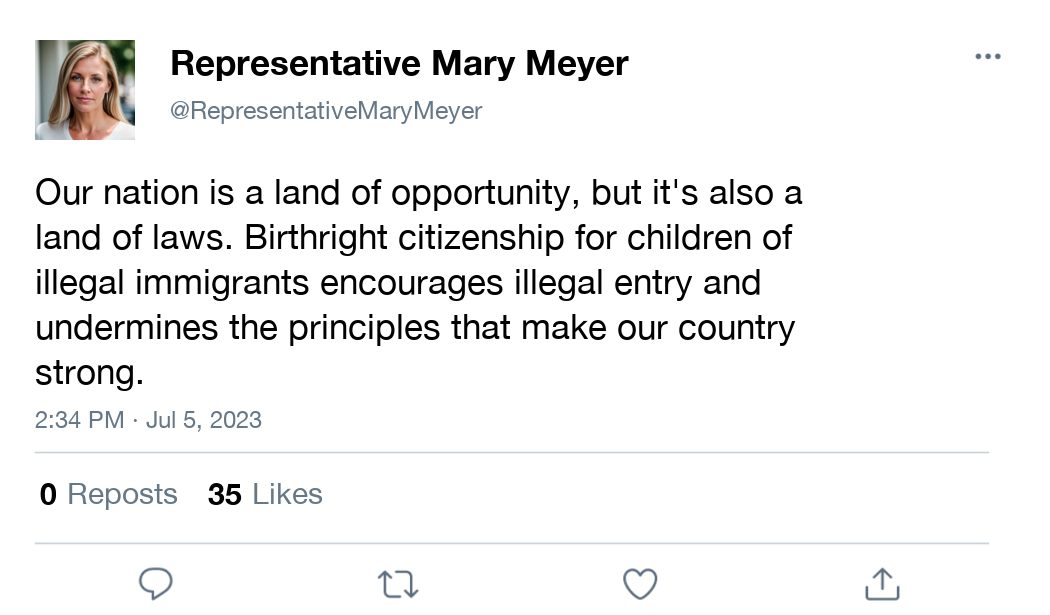 Representative Mary Meyer
@RepresentativeMaryMeyer
Our nation is a land of opportunity, but it's also a
land of laws. Birthright citizenship for children of
illegal immigrants encourages illegal entry and
undermines the principles that make our country
strong.
2:34 PM · Jul 5, 2023
0 Reposts 35 Likes